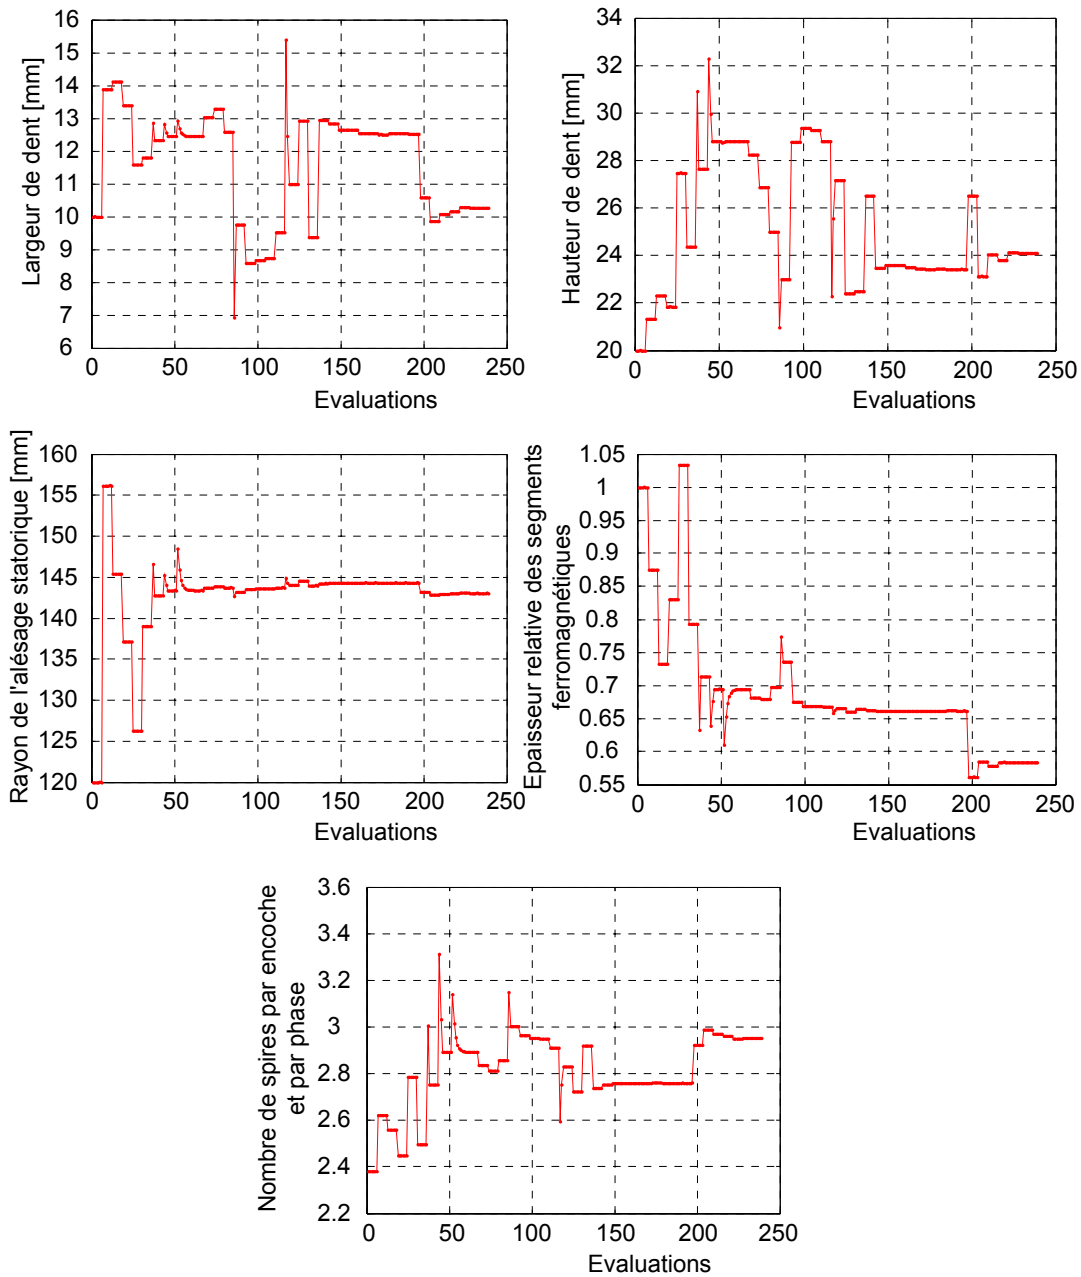 Largeur de dent [mm]
16
15
14
13
12
11
10
9
8
7
6
0 50 100 150 200 250
Evaluations
Hauteur de dent [mm]
34
32
30
28
26
24
22
20
0 50 100 150 200 250
Evaluations
Rayon de l'alésage statorique [mm]
160
155
150
145
140
135
130
125
120
0 50 100 150 200 250
Evaluations
Epaisseur relative des segments
ferromagnétiques
1.05
1
0.95
0.9
0.85
0.8
0.75
0.7
0.65
0.6
0.55
0 50 100 150 200 250
Evaluations
Nombre de spires par encoche
et par phase
3.6
3.4
3.2
3
2.8
2.6
2.4
2.2
0 50 100 150 200 250
Evaluations